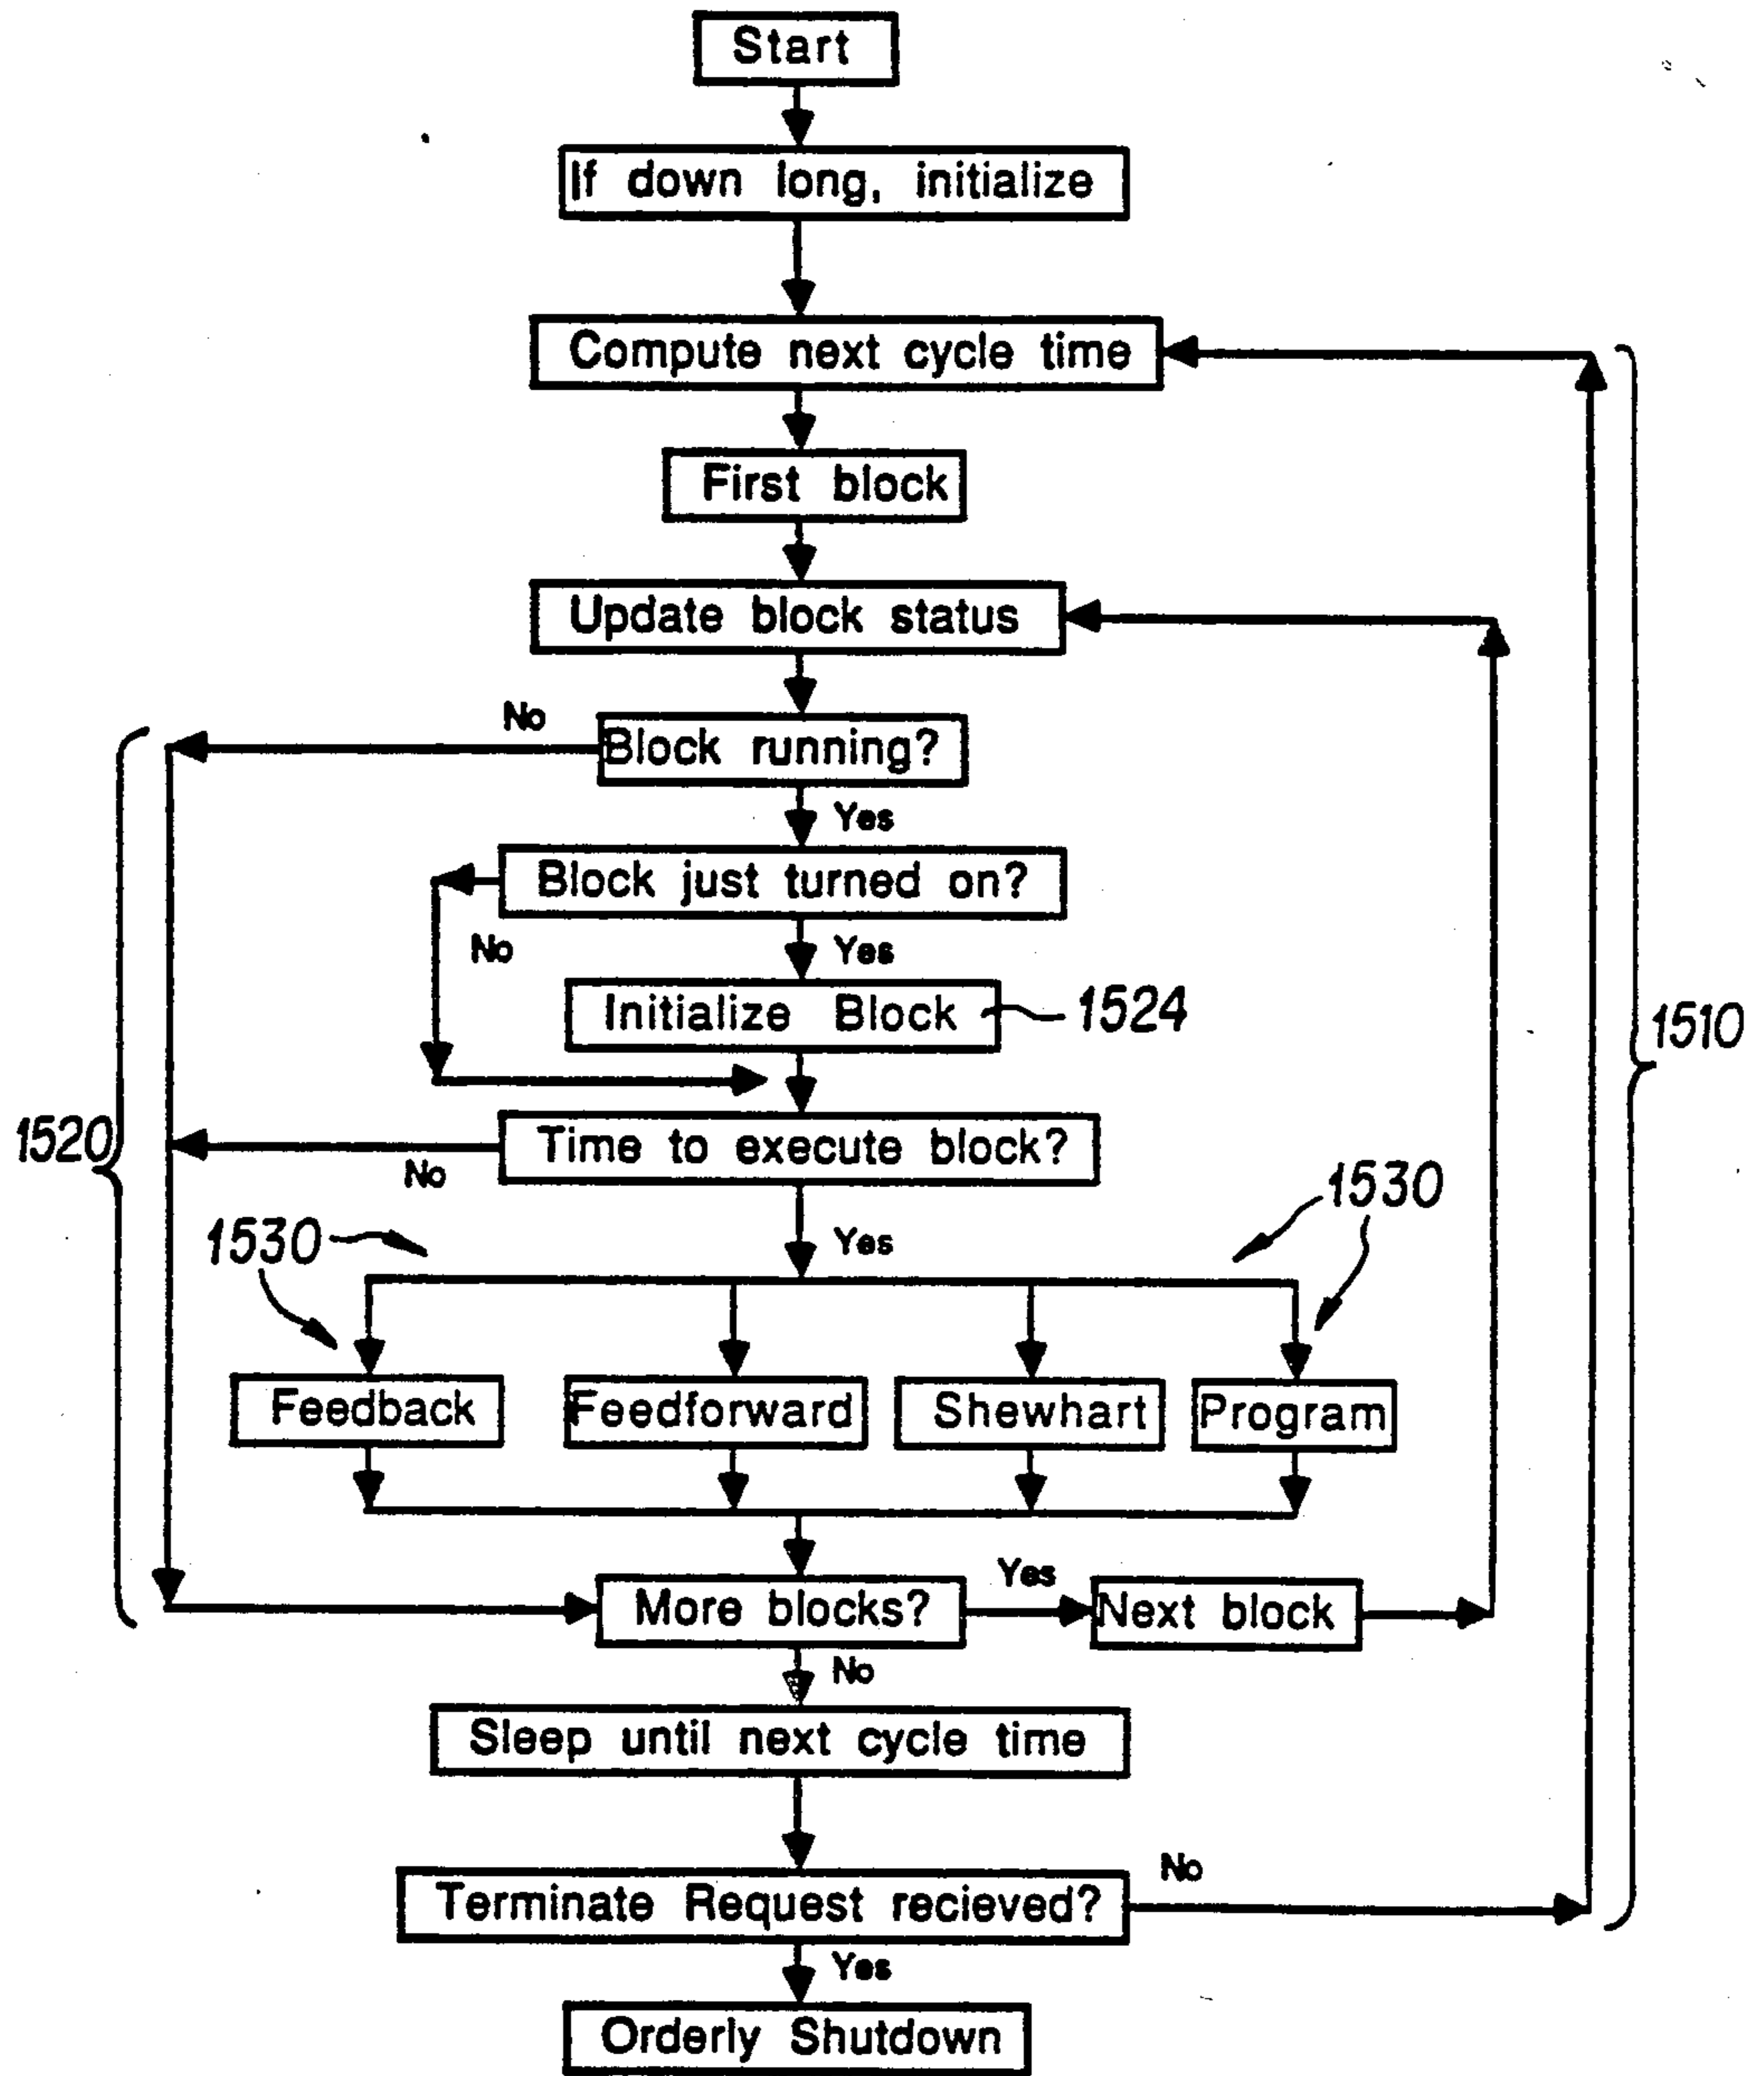 Start
If down long, initialize
Compute next cycle time
First block
Update block status
No
Block running?
Yes
Block just turned on?
No
Yes
Initialize Block
1524
1510
1520
Time to execute block?
No
1530
1530
Yes
Feedback
Feedforward
Shewhart
Program
More blocks?
Yes
Next block
No
Sleep until next cycle time
Terminate Request recieved?
No
Yes
Orderly Shutdown